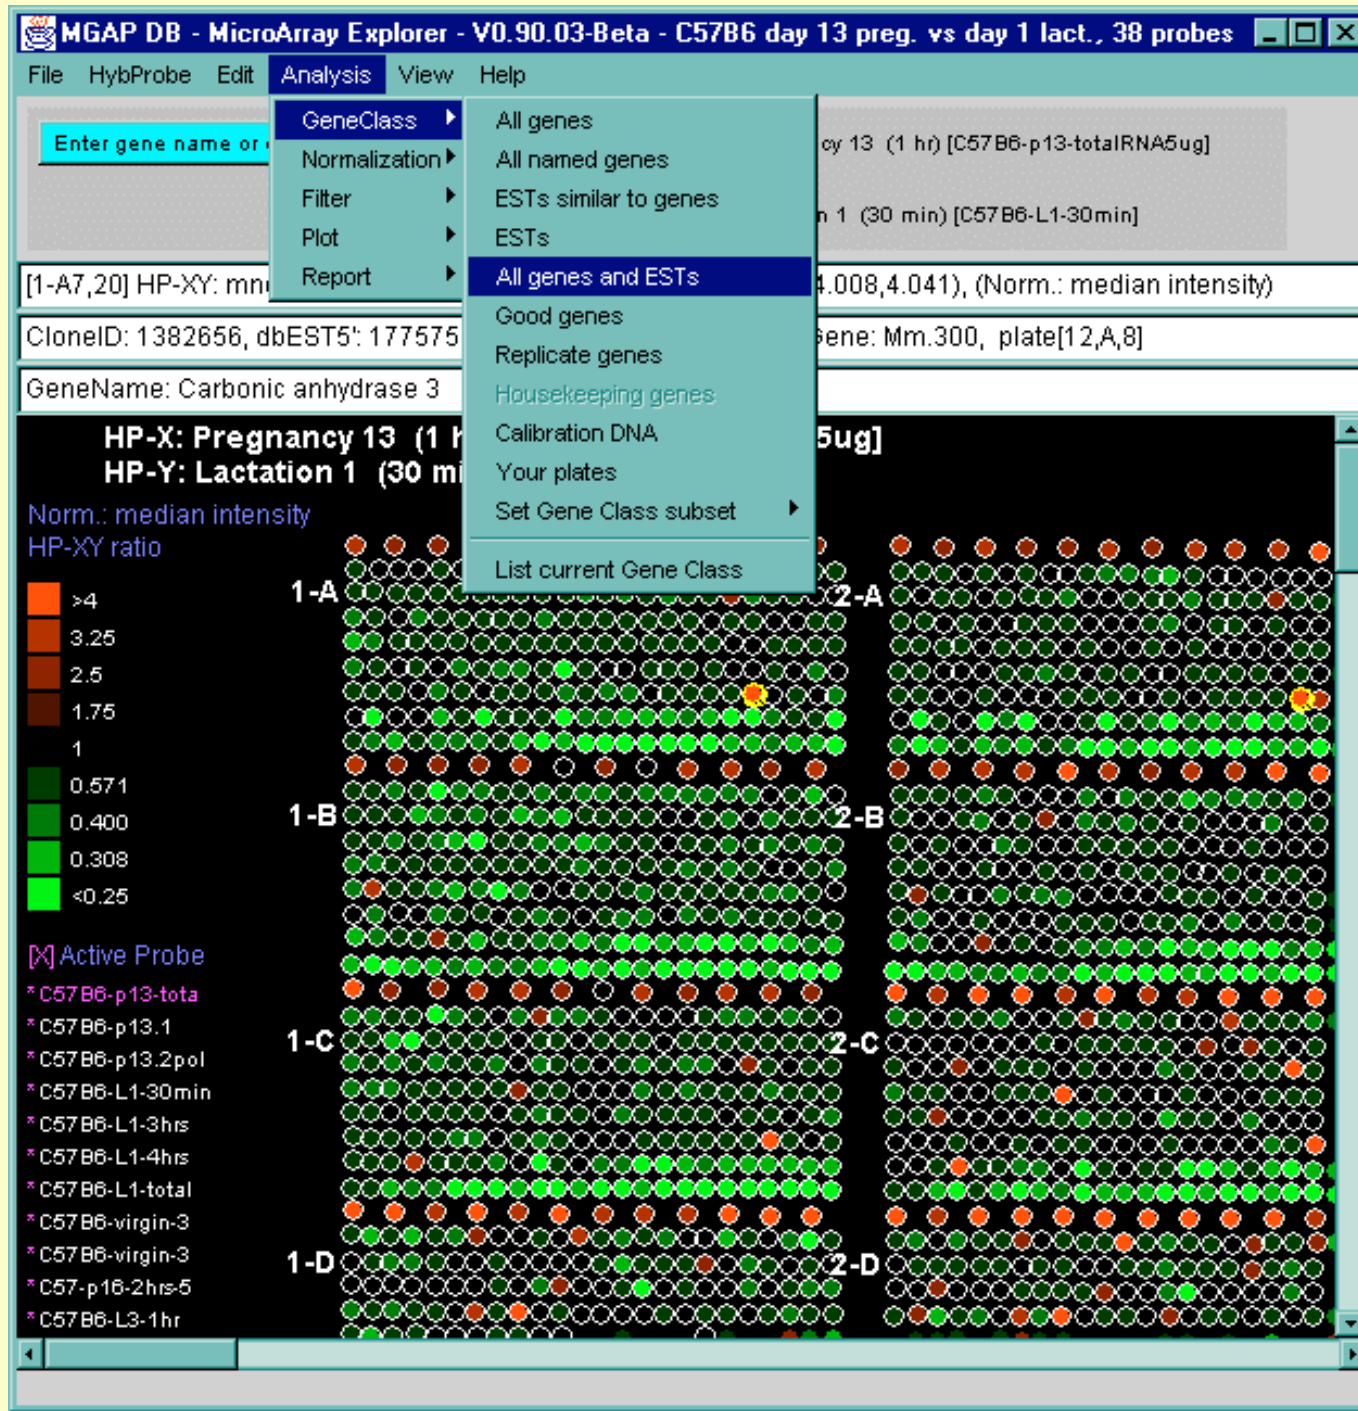 MGAP DB - MicroArray Explorer - V0.90.03-Beta - C57B6 day 13 preg. vs day 1 lact., 38 probes
File HybProbe Edit Analysis View Help
Enter gene name or
cy 13 (1 hr) [C57B6-p13-totalRNA5ug]
n 1 (30 min) [C57B6-L1-30min]
GeneClass
Normalization
Filter
Plot
Report
All genes
All named genes
ESTs similar to genes
ESTs
All genes and ESTs
Good genes
Replicate genes
Housekeeping genes
Calibration DNA
Your plates
Set Gene Class subset
List current Gene Class
[1-A7,20] HP-XY: 4.008,4.041), (Norm.: median intensity)
CloneID: 1382656, dbEST5': 177575 Gene: Mm.300, plate[12,A,8]
GeneName: Carbonic anhydrase 3
HP-X: Pregnancy 13 (1 h 5ug]
HP-Y: Lactation 1 (30 mi
Norm.: median intensity
HP-XY ratio
>4
3.25
2.5
1.75
1
0.571
0.400
0.308
<0.25
[X] Active Probe
*C57B6-p13-tota
*C57B6-p13.1
*C57B6-p13.2pol
*C57B6-L1-30min
*C57B6-L1-3hrs
*C57B6-L1-4hrs
*C57B6-L1-total
*C57B6-virgin-3
*C57B6-virgin-3
*C57-p16-2hrs-5
*C57B6-L3-1hr
1-A 2-A
1-B 2-B
1-C 2-C
1-D 2-D